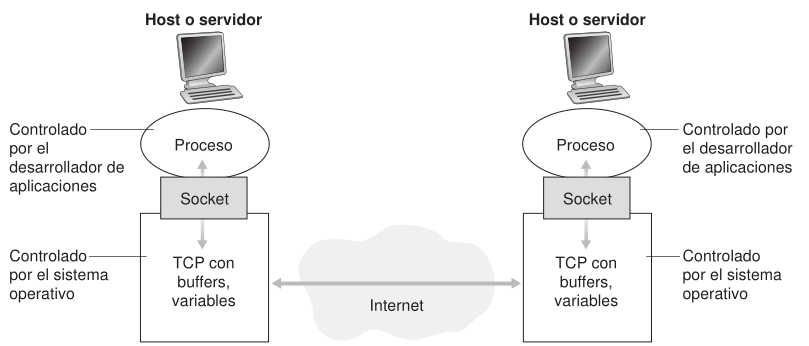 Host o servidor
Host o servidor
Controlado
por el
desarrollador de
aplicaciones
Proceso
Proceso
Controlado por
el desarrollador
de aplicaciones
Socket
Socket
Controlado
por el sistema
operativo
TCP con
buffers,
variables
Internet
TCP con
buffers,
variables
Controlado
por el sistema
operativo